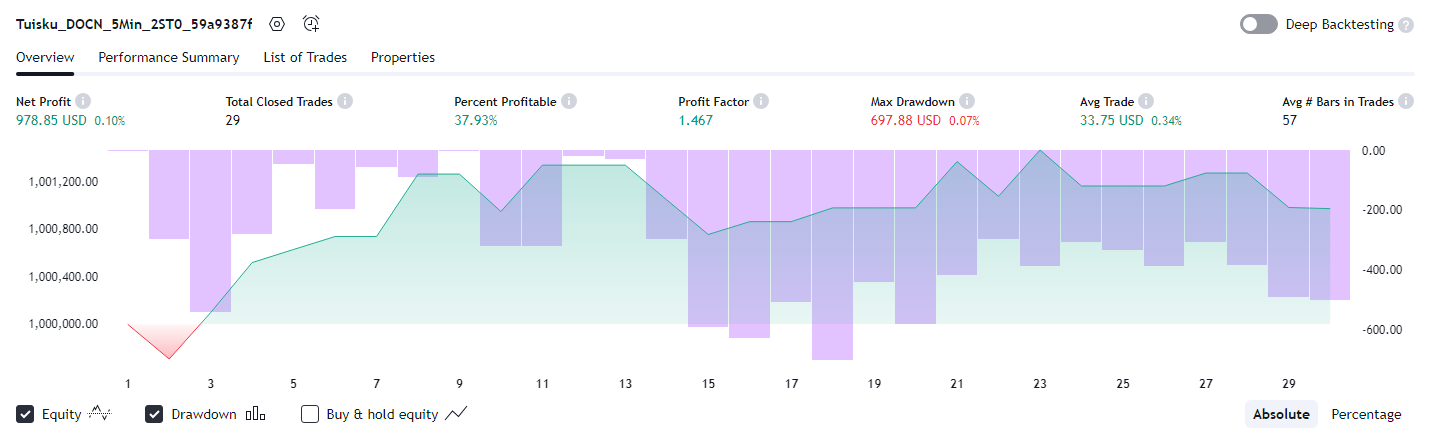 Tuisku_DOCN_5Min_2ST0_59a9387f
Deep Backtesting ?
Overview Performance Summary List of Trades Properties
Net Profit i Total Closed Trades i Percent Profitable i Profit Factor i Max Drawdown i Avg Trade i Avg # Bars in Trades i
978.85 USD 0.10% 29 37.93% 1.467 697.88 USD 0.07% 33.75 USD 0.34% 57
0.00
1,001,200.00
-200.00
1,000,800.00
-400.00
1,000,400.00
1,000,000.00
-600.00
1 3 5 7 9 11 13 15 17 19 21 23 25 27 29
Equity Drawdown Buy & hold equity Absolute Percentage